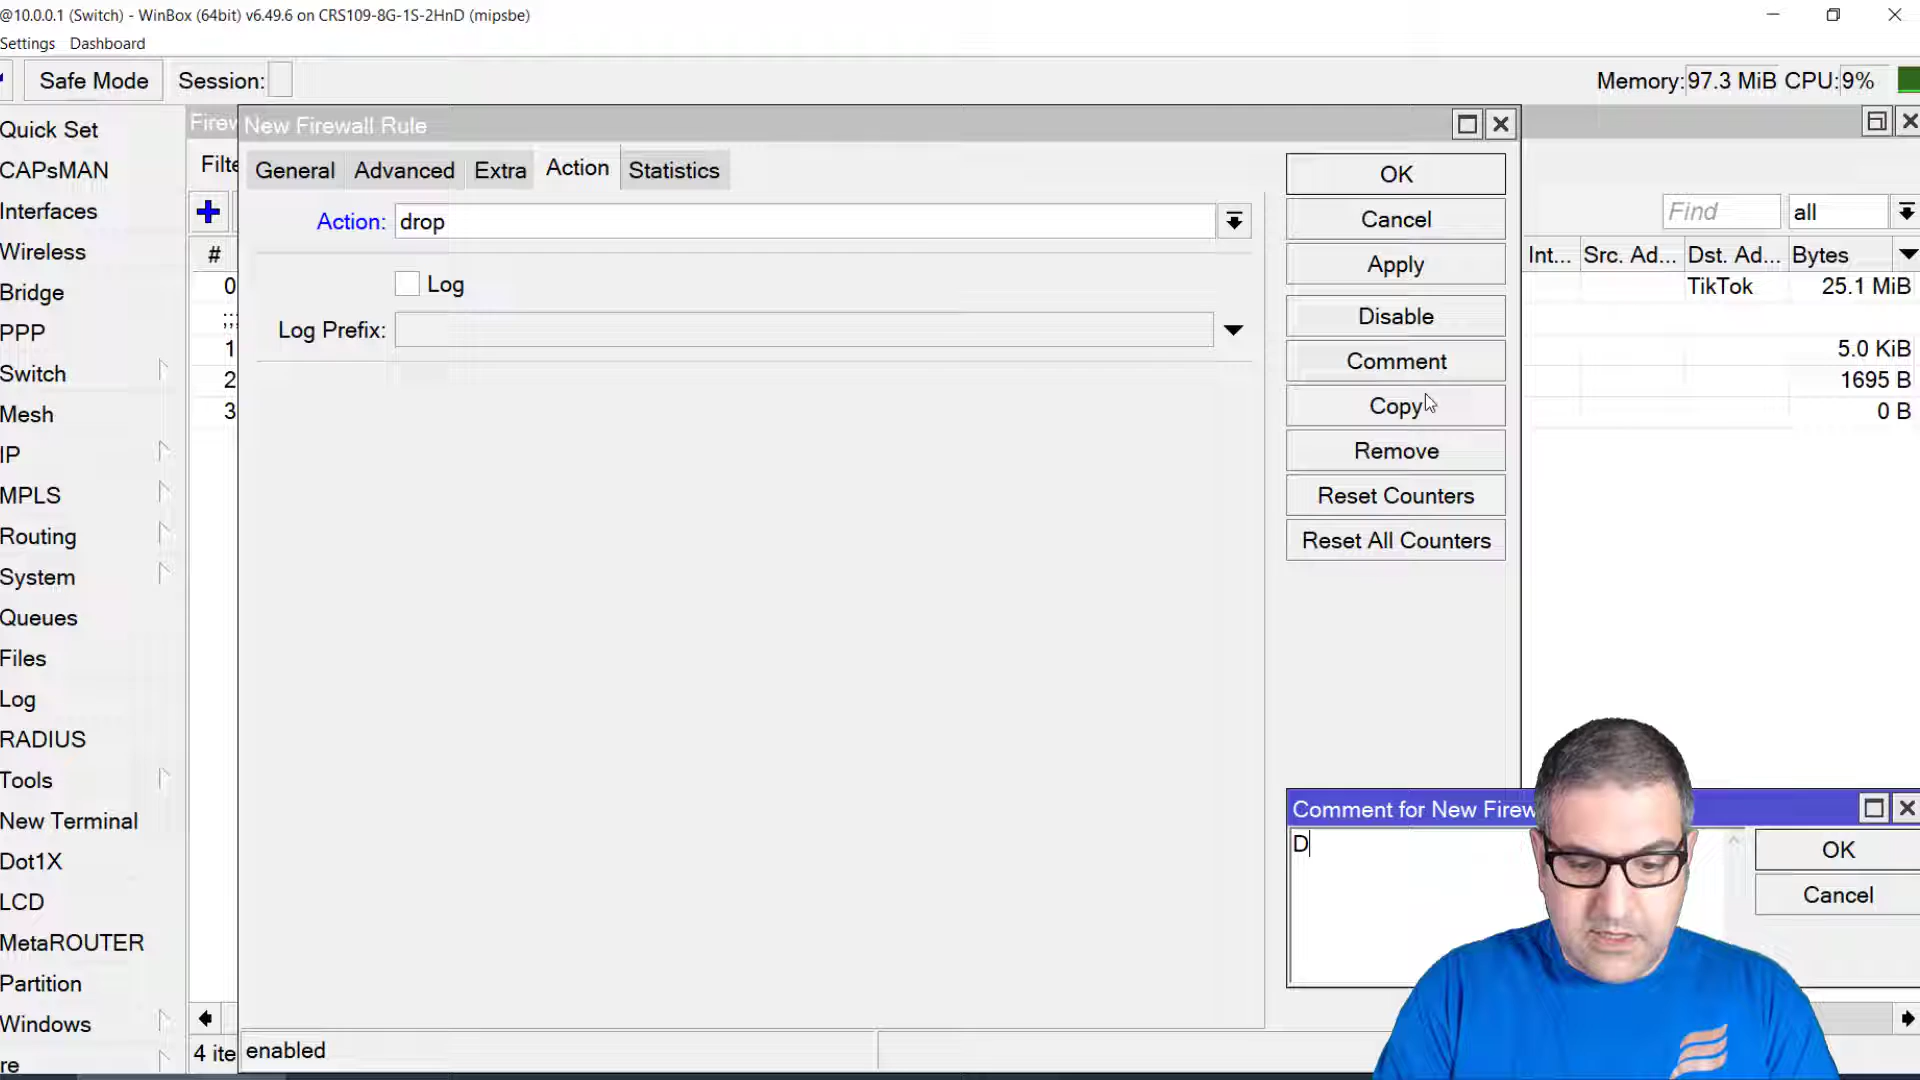 @10.0.0.1 (Switch) - WinBox (64bit) v6.49.6 on CRS109-8G-1S-2HnD (mipsbe)
Settings Dashboard
Safe Mode Session: Memory: 97.3 MiB CPU: 9%
Quick Set
CAPsMAN
Interfaces
Wireless
Bridge
PPP
Switch
Mesh
IP
MPLS
Routing
System
Queues
Files
Log
RADIUS
Tools
New Terminal
Dot1X
LCD
MetaROUTER
Partition
Windows
re
Firew
Filte
#
0
;;;
1
2
3
4 ite
New Firewall Rule
General Advanced Extra Action Statistics
Action: drop
Log
Log Prefix:
enabled
OK
Cancel
Apply
Disable
Comment
Copy
Remove
Reset Counters
Reset All Counters
Find all
Int... Src. Ad... Dst. Ad... Bytes
TikTok 25.1 MiB
5.0 KiB
1695 B
0 B
Comment for New Firew
D
OK
Cancel